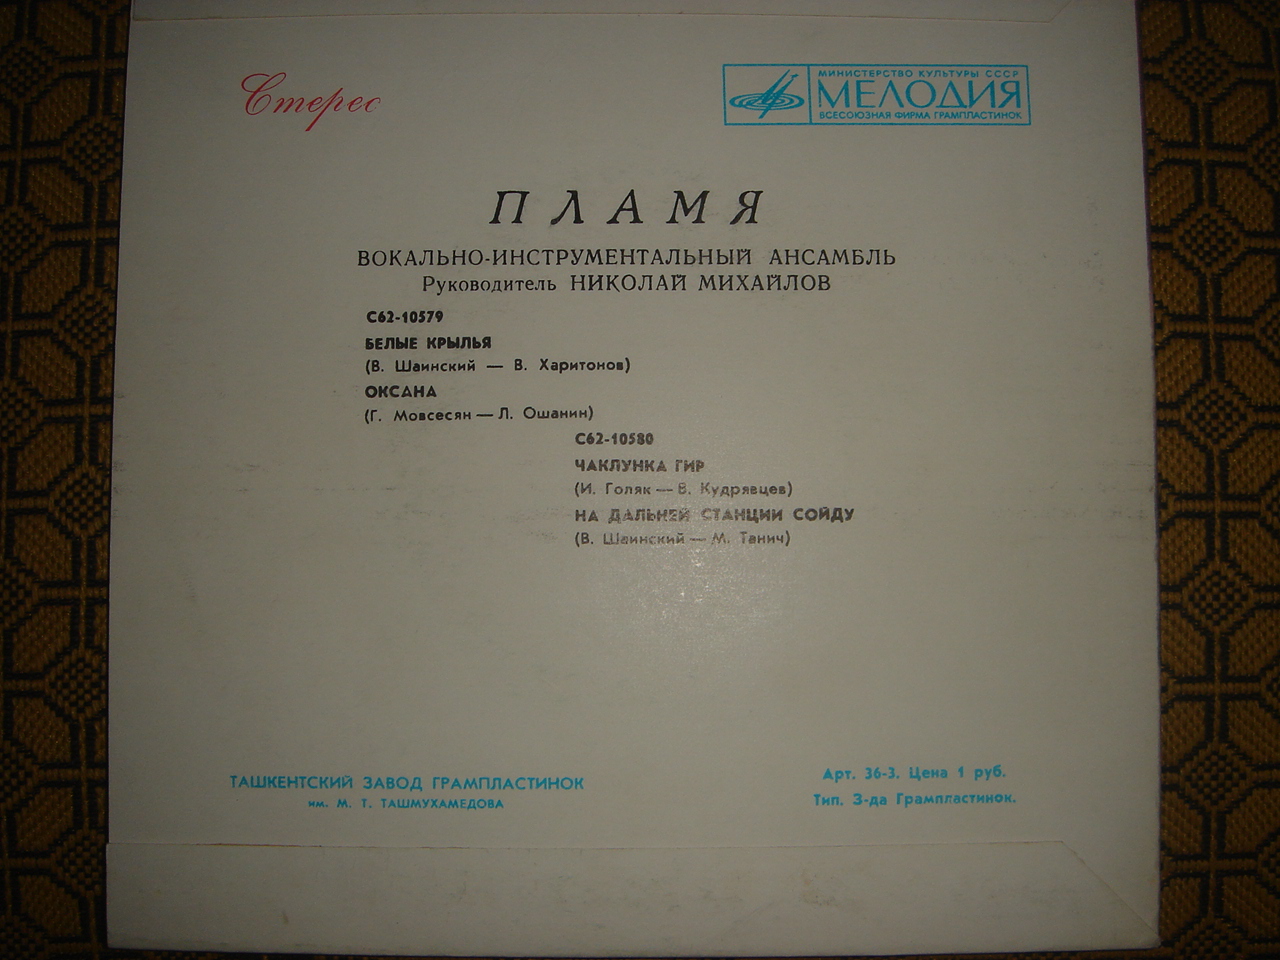 Стерео
МИНИСТЕРСТВО КУЛЬТУРЫ СССР
МЕЛОДИЯ
ВСЕСОЮЗНАЯ ФИРМА ГРАМПЛАСТИНОК
ПЛАМЯ
ВОКАЛЬНО-ИНСТРУМЕНТАЛЬНЫЙ АНСАМБЛЬ
Руководитель НИКОЛАЙ МИХАЙЛОВ
С62-10579
БЕЛЫЕ КРЫЛЬЯ
(В. Шаинский — В. Харитонов)
ОКСАНА
(Г. Мовсесян — Л. Ошанин)
С62-10580
ЧАКЛУНКА ГИР
(И. Голяк — В. Кудрявцев)
НА ДАЛЬНЕЙ СТАНЦИИ СОЙДУ
(В. Шаинский — М. Танич)
ТАШКЕНТСКИЙ ЗАВОД ГРАМПЛАСТИНОК
им. М. Т. ТАШМУХАМЕДОВА
Арт. 36-3. Цена 1 руб.
Тип. З-да Грампластинок.